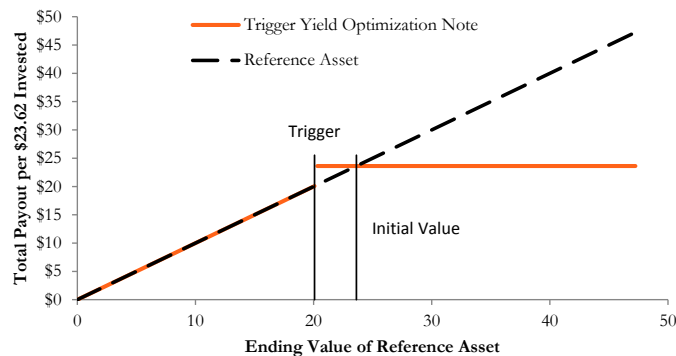 Total Payout per $23.62 Invested
$50
$45
$40
$35
$30
$25
$20
$15
$10
$5
$0
Trigger Yield Optimization Note
Reference Asset
Trigger
Initial Value
0
10
20
30
40
50
Ending Value of Reference Asset